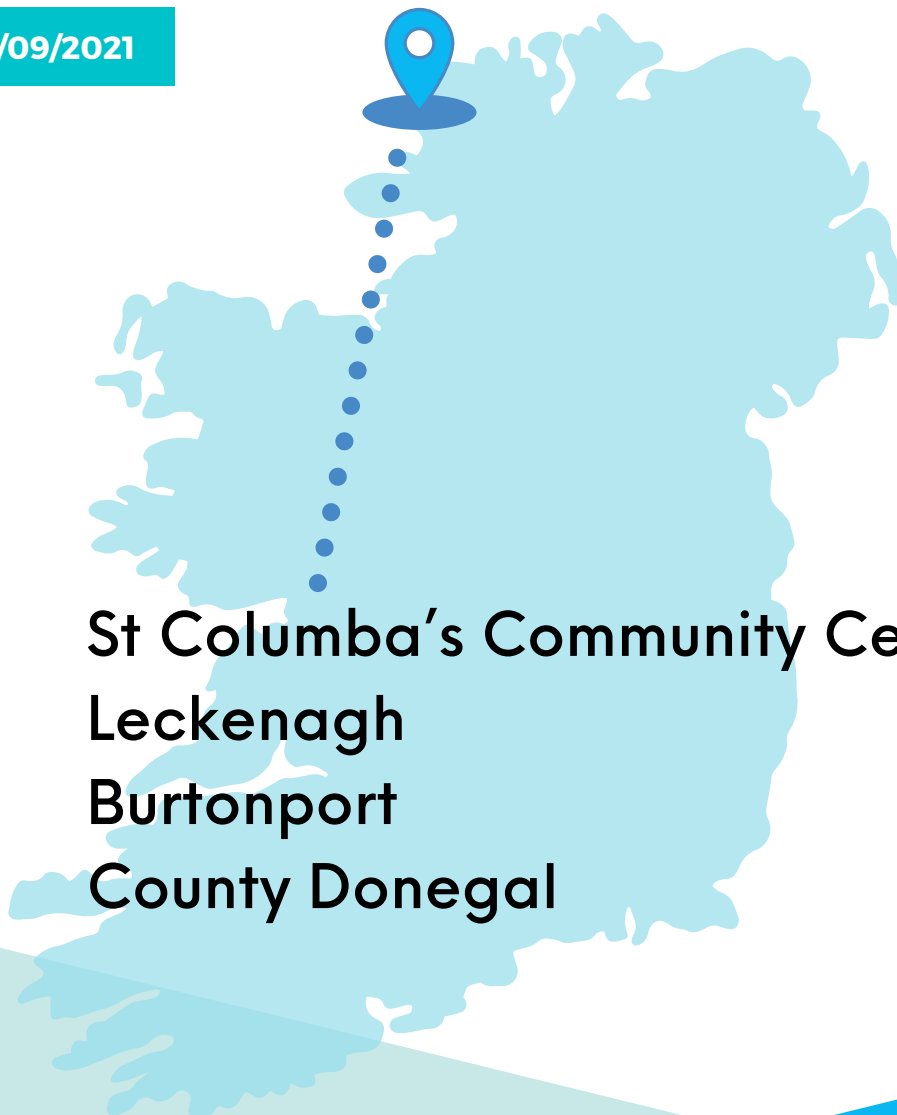 /09/2021
St Columba’s Community Ce
Leckenagh
Burtonport
County Donegal